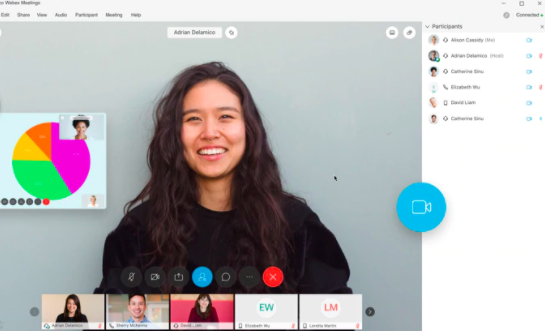 Webex Meetings
Edit Share View Audio Participant Meeting Help
Connected
Adrian Delamico
Participants
Alison Cassidy (Me)
Adrian Delamico (Host)
Catherine Sinu
Elizabeth Wu
David Liam
Catherine Sinu
Adrian Delamico
Sherry McKenna
David Liam
EW
Elizabeth Wu
LM
Loretta Martin